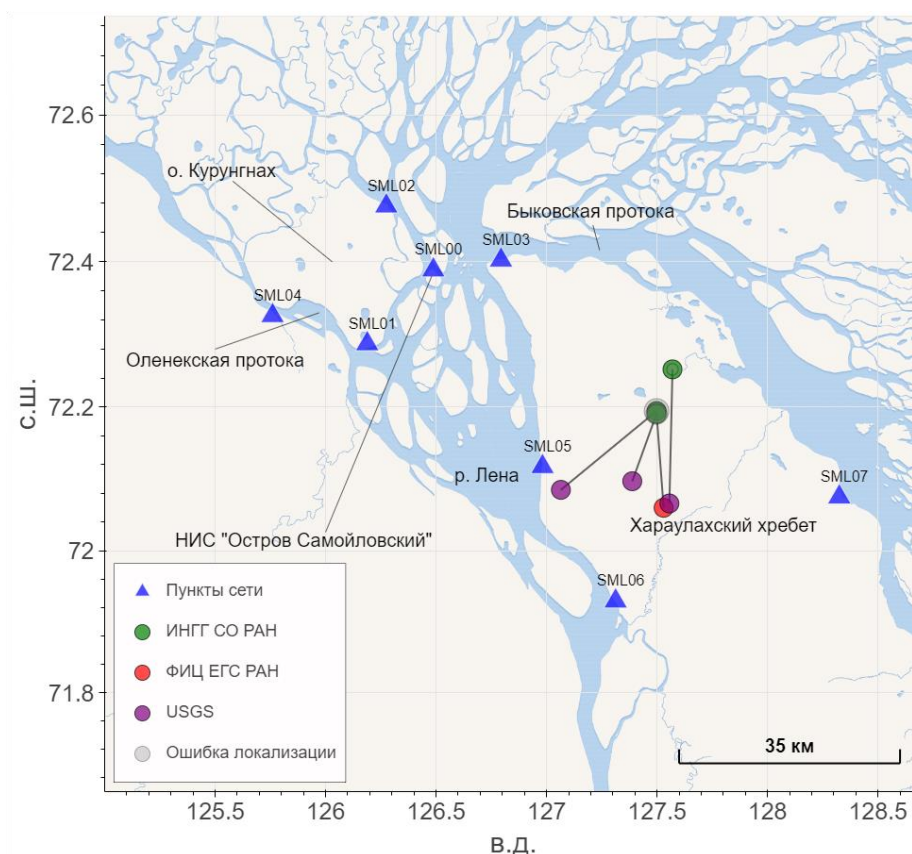 72.6
72.4
72.2
72
71.8
с.ш.
о. Курунгнах
SML02
Быковская протока
SML00
SML03
SML04
SML01
Оленекская протока
SML05
р. Лена
SML07
Хараулахский хребет
НИС "Остров Самойловский"
SML06
Пункты сети
ИНГГ СО РАН
ФИЦ ЕГС РАН
USGS
Ошибка локализации
35 км
125.5
126
126.5
127
127.5
128
128.5
в.д.